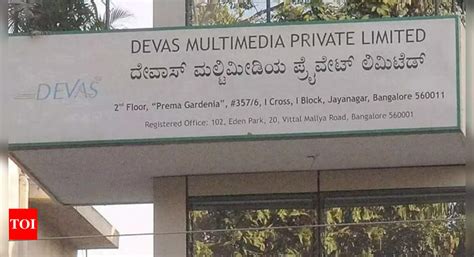 DEVAS MULTIMEDIA PRIVATE LIMITED
ದೇವಾಸ್ ಮಲ್ಟಿಮೀಡಿಯ ಪ್ರೈವೇಟ್ ಲಿಮಿಟೆಡ್
DEVAS
2nd Floor, "Prema Gardenia", #357/6, I Cross, I Block, Jayanagar, Bangalore 560011
Registered Office: 102, Eden Park, 20, Vittal Mallya Road, Bangalore 560001
TOI